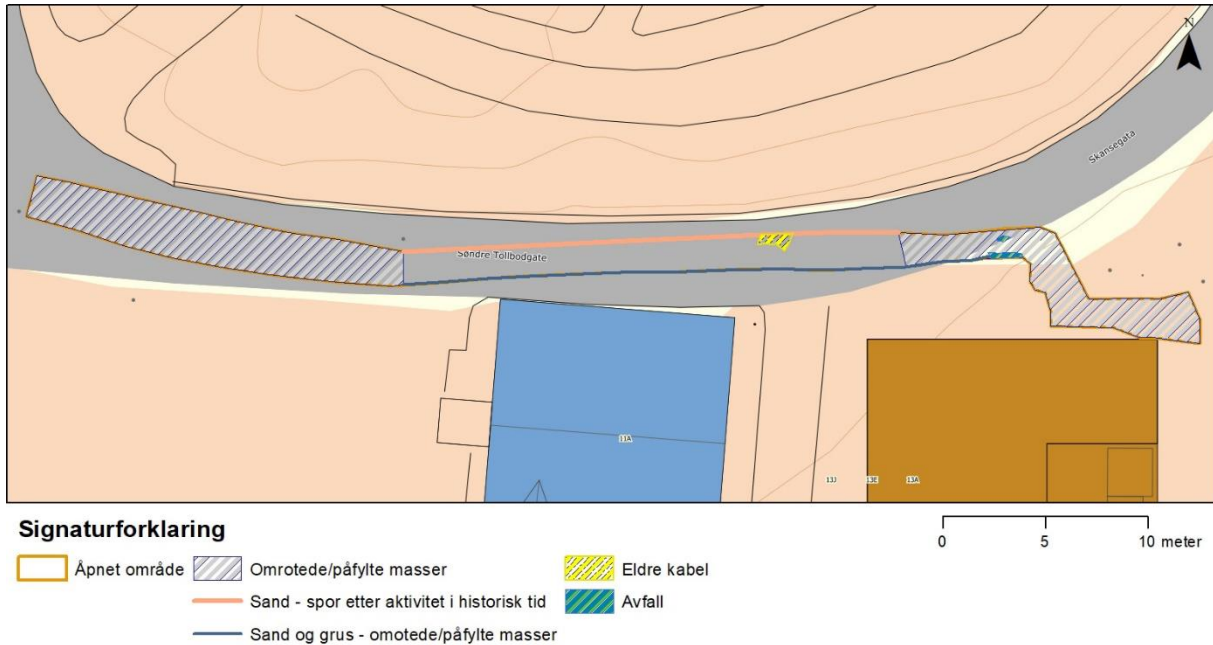 N
Skansegata
Søndre Tollbodgate
11A
13J 13E 13A
Signaturforklaring
0 5 10 meter
Åpnet område
Omrotede/påfylte masser
Eldre kabel
Sand - spor etter aktivitet i historisk tid
Avfall
Sand og grus - omotede/påfylte masser